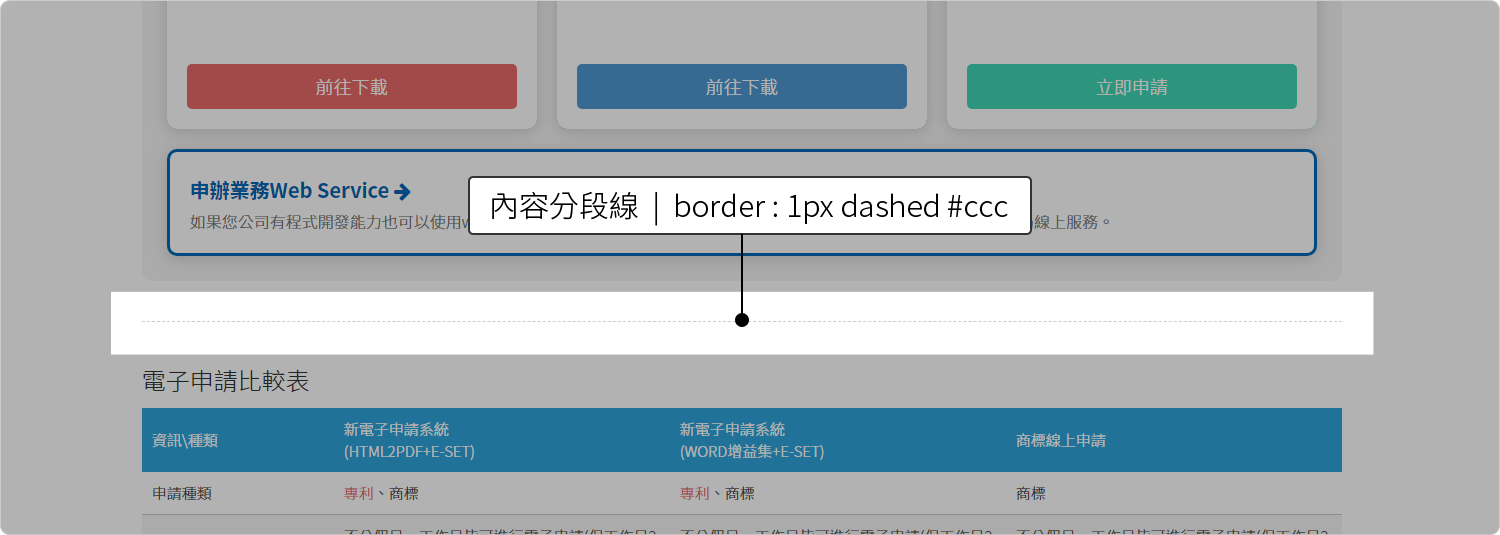 前往下載
前往下載
立即申請
申辦業務Web Service
內容分段線 | border : 1px dashed #ccc
如果您公司有程式開發能力也可以使用w
線上服務。
電子申請比較表
資訊\種類
新電子申請系統
(HTML2PDF+E-SET)
新電子申請系統
(WORD增益集+E-SET)
商標線上申請
申請種類
專利、商標
專利、商標
商標